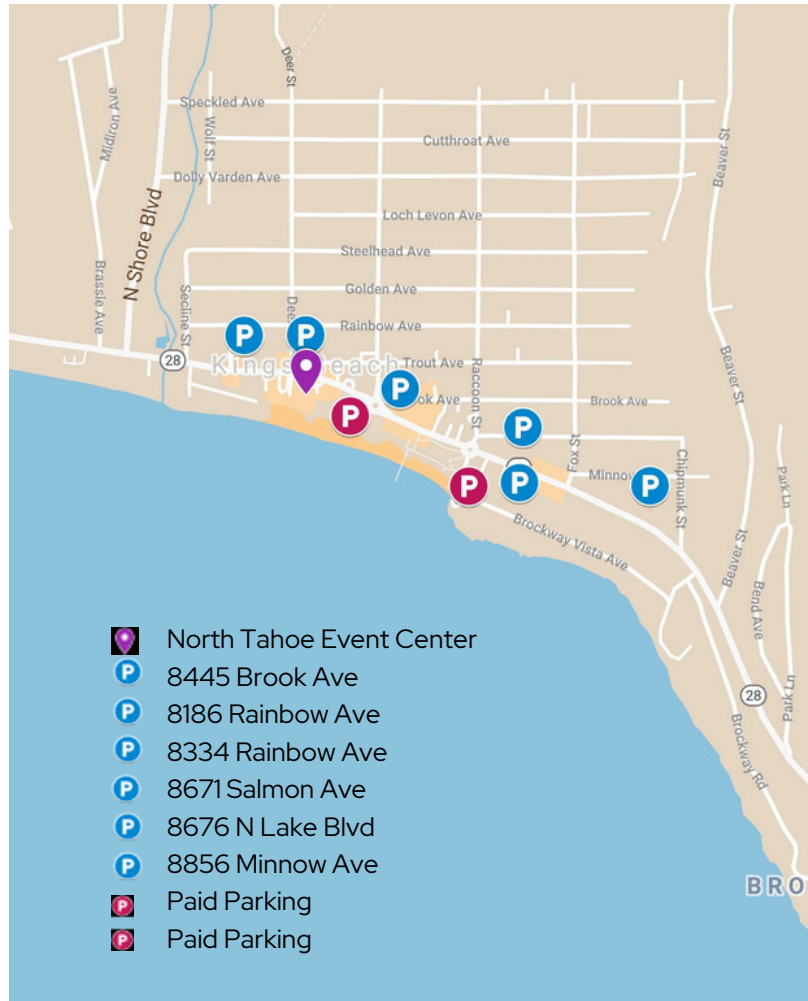 Deer St
Midiron Ave
Speckled Ave
Wolf St
Cutthroat Ave
Beaver St
Dolly Varden Ave
N Shore Blvd
Loch Levon Ave
Steelhead Ave
Brassie Ave
Secline St
Golden Ave
Rainbow Ave
28
P
P
Kings Beach
Trout Ave
Raccoon St
Beaver St
P
Brook Ave
P
P
Fox St
Chipmunk St
P
P
Minnow
P
Park Ln
Brockway Vista Ave
Beaver St
Bend Ave
Park Ln
28
Brockway Rd
BRO
North Tahoe Event Center
P 8445 Brook Ave
P 8186 Rainbow Ave
P 8334 Rainbow Ave
P 8671 Salmon Ave
P 8676 N Lake Blvd
P 8856 Minnow Ave
P Paid Parking
P Paid Parking